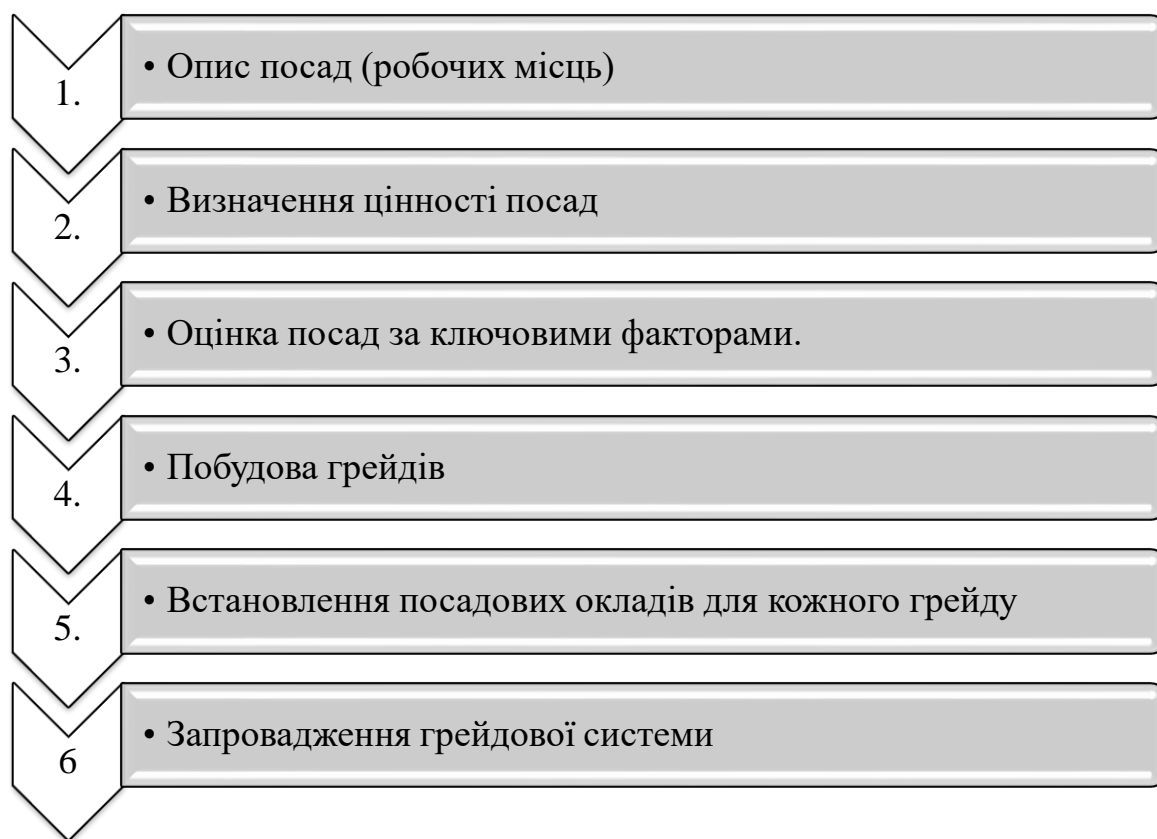 1.
• Опис посад (робочих місць)
2.
• Визначення цінності посад
3.
• Оцінка посад за ключовими факторами.
4.
• Побудова грейдів
5.
• Встановлення посадових окладів для кожного грейду
6
• Запровадження грейдової системи